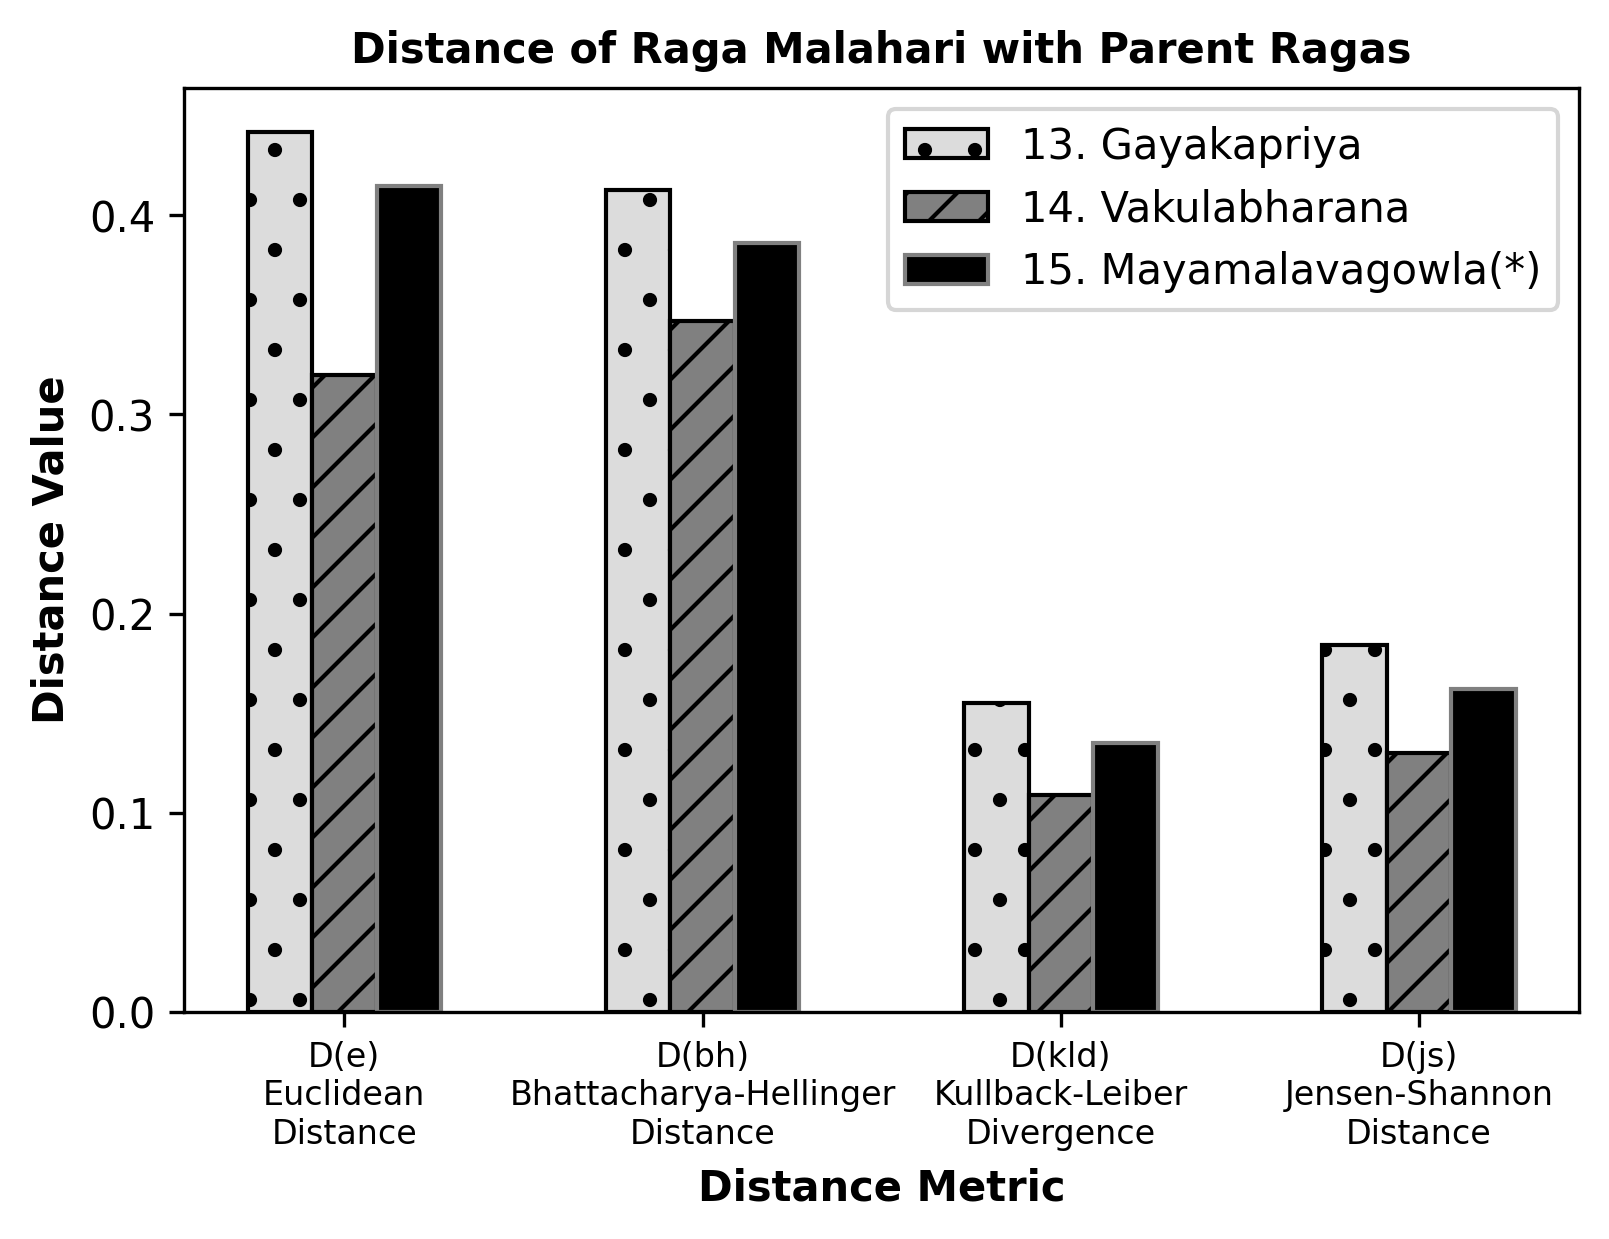 Distance of Raga Malahari with Parent Ragas
13. Gayakapriya
14. Vakulabharana
15. Mayamalavagowla(*)
Distance Value
0.4
0.3
0.2
0.1
0.0
D(e)
Euclidean
Distance
D(bh)
Bhattacharya-Hellinger
Distance
D(kld)
Kullback-Leiber
Divergence
D(js)
Jensen-Shannon
Distance
Distance Metric